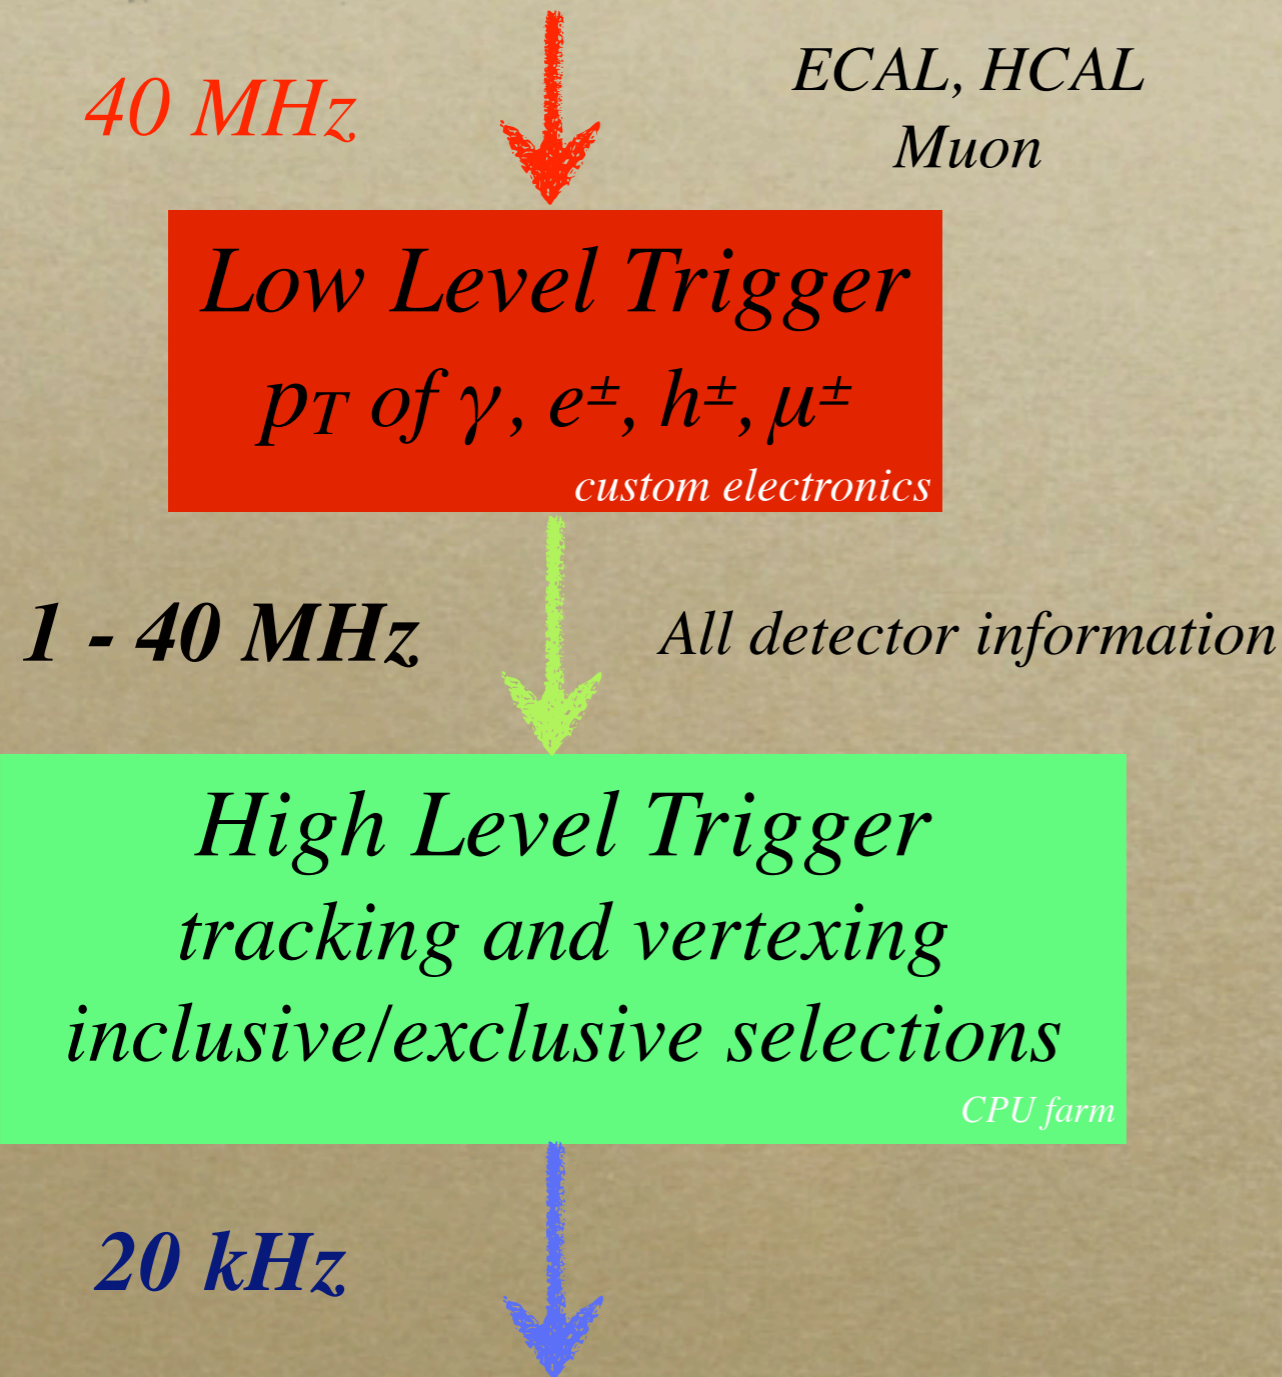 40 MHz
ECAL, HCAL
Muon
Low Level Trigger
pT of γ, e±, h±, μ±
custom electronics
1 - 40 MHz
All detector information
High Level Trigger
tracking and vertexing
inclusive/exclusive selections
CPU farm
20 kHz